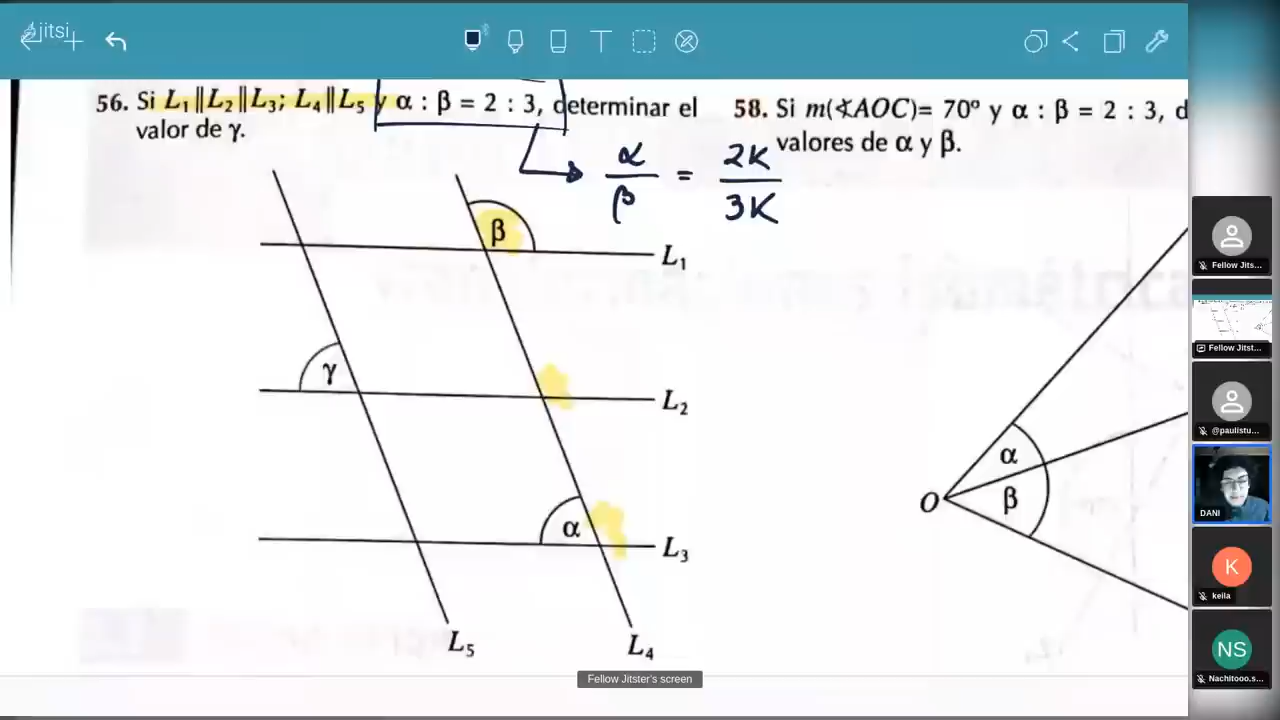 jitsi
56. Si L₁∥L₂∥L₃; L₄∥L₅ y α : β = 2 : 3, determinar el
valor de γ.
α
β
=
2K
3K
β
L₁
γ
L₂
α
L₃
L₅
L₄
58. Si m(∢AOC)= 70º y α : β = 2 : 3, d
valores de α y β.
O
α
β
Fellow Jits...
Fellow Jitst...
@paulistu...
DANI
K
keila
NS
Nachitooo.s...
Fellow Jitster's screen